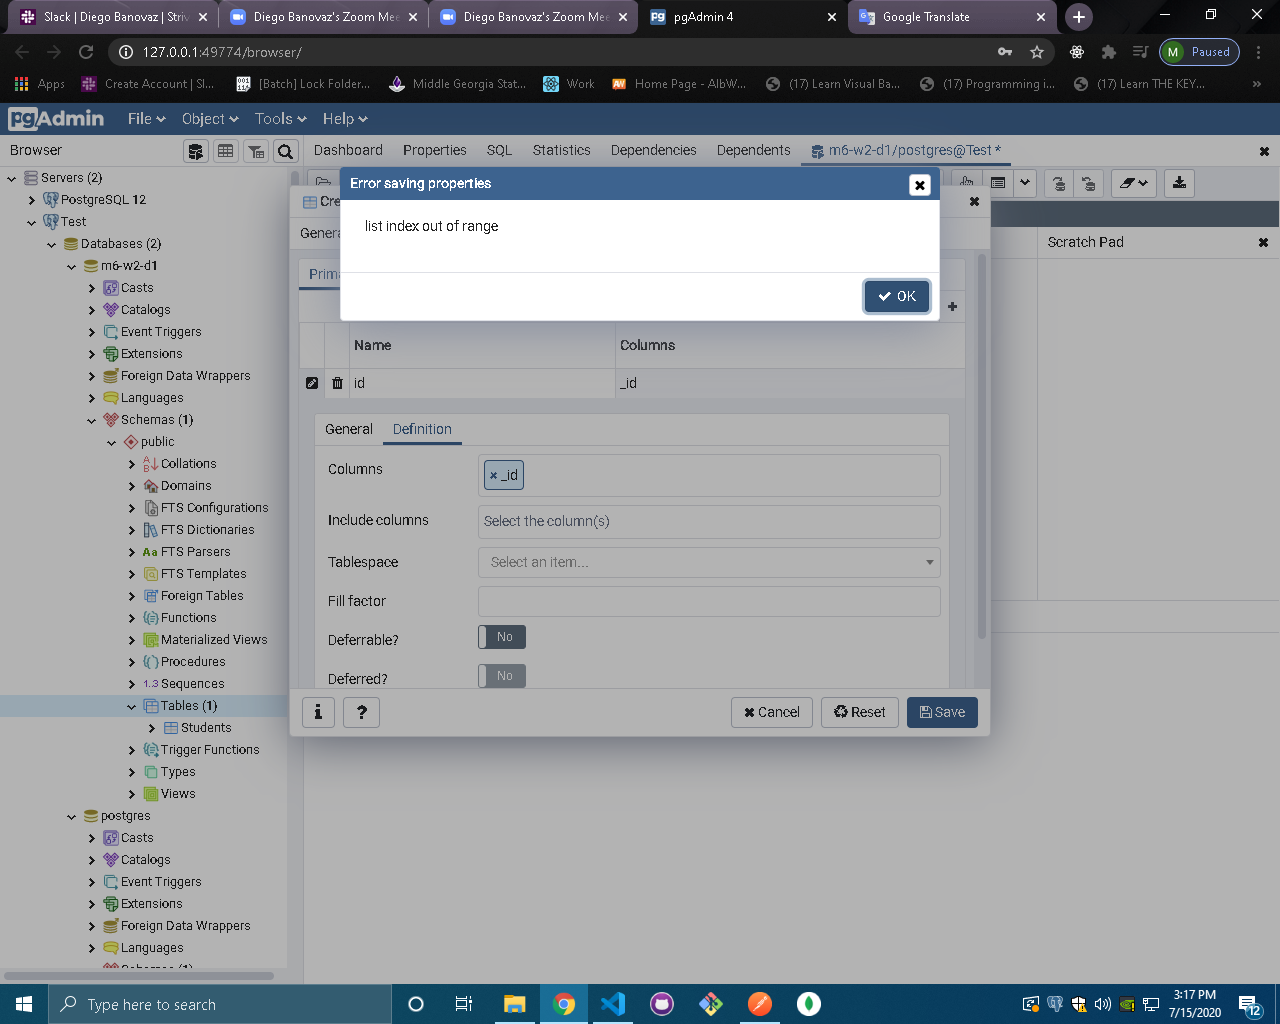 Slack | Diego Banovaz | Striv
Diego Banovaz's Zoom Mee
Diego Banovaz's Zoom Mee
pgAdmin 4
Google Translate
127.0.0.1:49774/browser/
M Paused
Apps
Create Account | Sl...
[Batch] Lock Folder...
Middle Georgia Stat...
Work
Home Page - AlbW...
(17) Learn Visual Ba...
(17) Programming i...
(17) Learn THE KEY...
pgAdmin File Object Tools Help
Browser
Dashboard Properties SQL Statistics Dependencies Dependents m6-w2-d1/postgres@Test *
Servers (2)
PostgreSQL 12
Test
Databases (2)
m6-w2-d1
Casts
Catalogs
Event Triggers
Extensions
Foreign Data Wrappers
Languages
Schemas (1)
public
Collations
Domains
FTS Configurations
FTS Dictionaries
Aa FTS Parsers
FTS Templates
Foreign Tables
Functions
Materialized Views
Procedures
1.3 Sequences
Tables (1)
Students
Trigger Functions
Types
Views
postgres
Casts
Catalogs
Event Triggers
Extensions
Foreign Data Wrappers
Languages
Schemas (1)
Error saving properties
list index out of range
OK
Cre
Genera
Prima
Scratch Pad
Name Columns
id _id
General Definition
Columns _id
Include columns Select the column(s)
Tablespace Select an item...
Fill factor
Deferrable? No
Deferred? No
i ? Cancel Reset Save
Type here to search
3:17 PM
7/15/2020
12